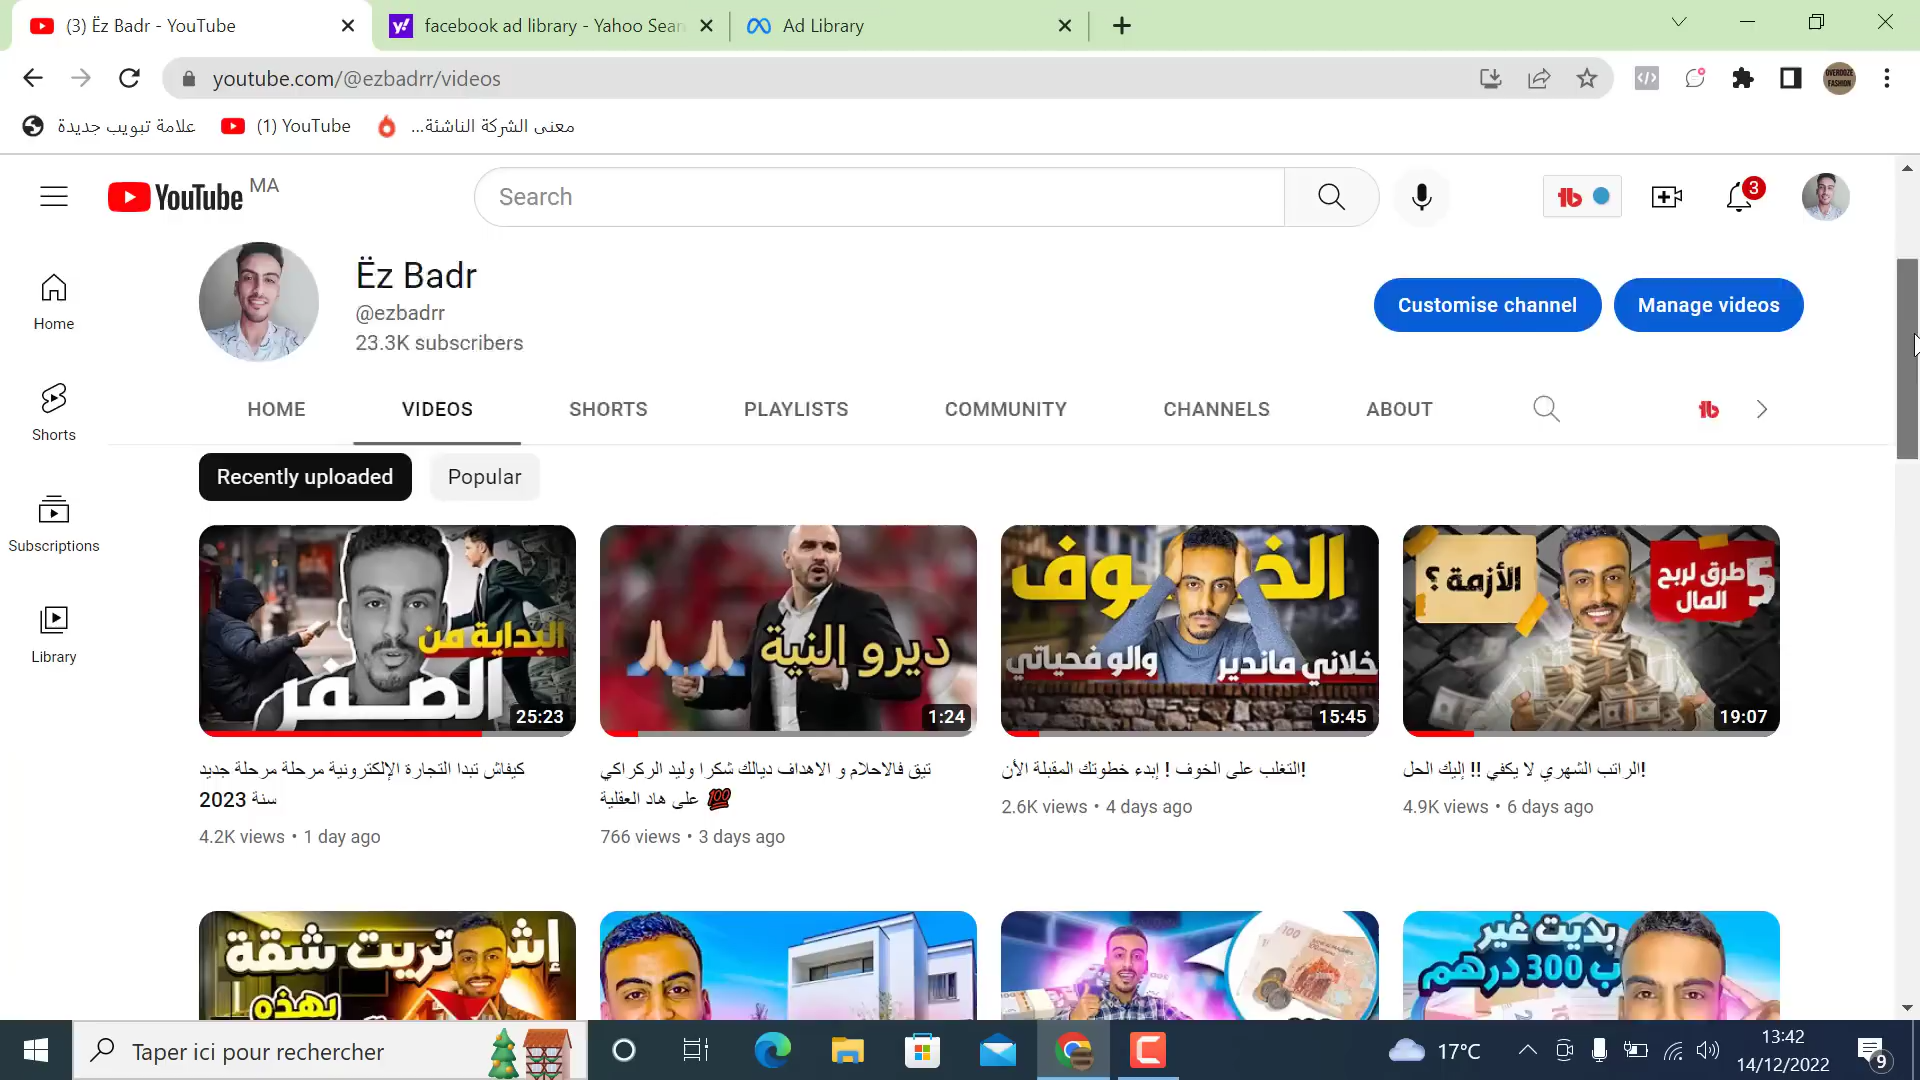 (3) Ëz Badr - YouTube
facebook ad library - Yahoo Sear
Ad Library
youtube.com/@ezbadrr/videos
OVERDOZE
FASHION
علامة تبويب جديدة
(1) YouTube
معنى الشركة الناشئة...
YouTube MA
Search
3
Ëz Badr
@ezbadrr
23.3K subscribers
Customise channel
Manage videos
Home
Shorts
Subscriptions
Library
HOME
VIDEOS
SHORTS
PLAYLISTS
COMMUNITY
CHANNELS
ABOUT
Recently uploaded
Popular
البداية من
الصفر
25:23
ديرو النية
1:24
الخوف
خلاني ماندير والو فحياتي
15:45
الأزمة ؟
5 طرق لربح
المال
19:07
كيفاش تبدا التجارة الإلكترونية مرحلة مرحلة جديد
سنة 2023
4.2K views • 1 day ago
تيق فالاحلام و الاهداف ديالك شكرا وليد الركراكي
على هاد العقلية 💯
766 views • 3 days ago
التغلب على الخوف ! إبدء خطوتك المقبلة الأن!
2.6K views • 4 days ago
الراتب الشهري لا يكفي !! إليك الحل!
4.9K views • 6 days ago
إشتريت شقة
بهذه
100
بديت غير
ب 300 درهم
Taper ici pour rechercher
17°C
13:42
14/12/2022
9